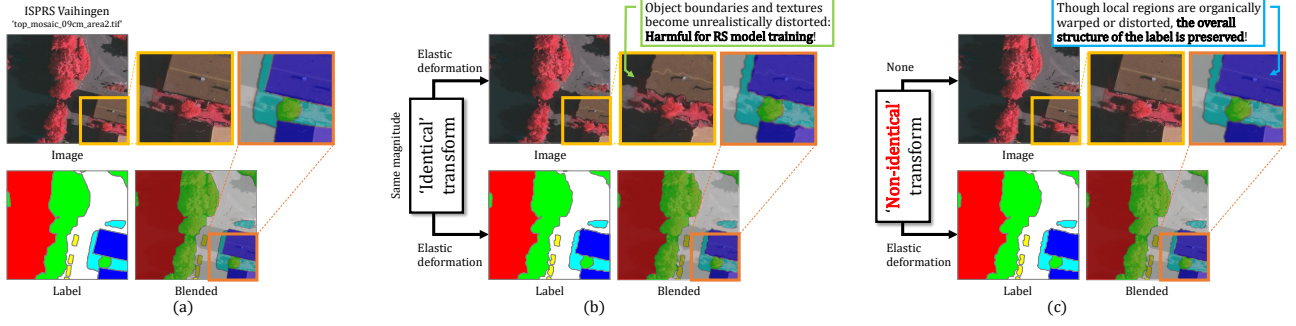 ISPRS Vaihingen
'top_mosaic_09cm_area2.tif'
Image
Label
Blended
(a)
Object boundaries and textures
become unrealistically distorted:
Harmful for RS model training!
Elastic
deformation
Same magnitude
'Identical'
transform
Elastic
deformation
Image
Label
Blended
(b)
Though local regions are organically
warped or distorted, the overall
structure of the label is preserved!
None
'Non-identical'
transform
Elastic
deformation
Image
Label
Blended
(c)